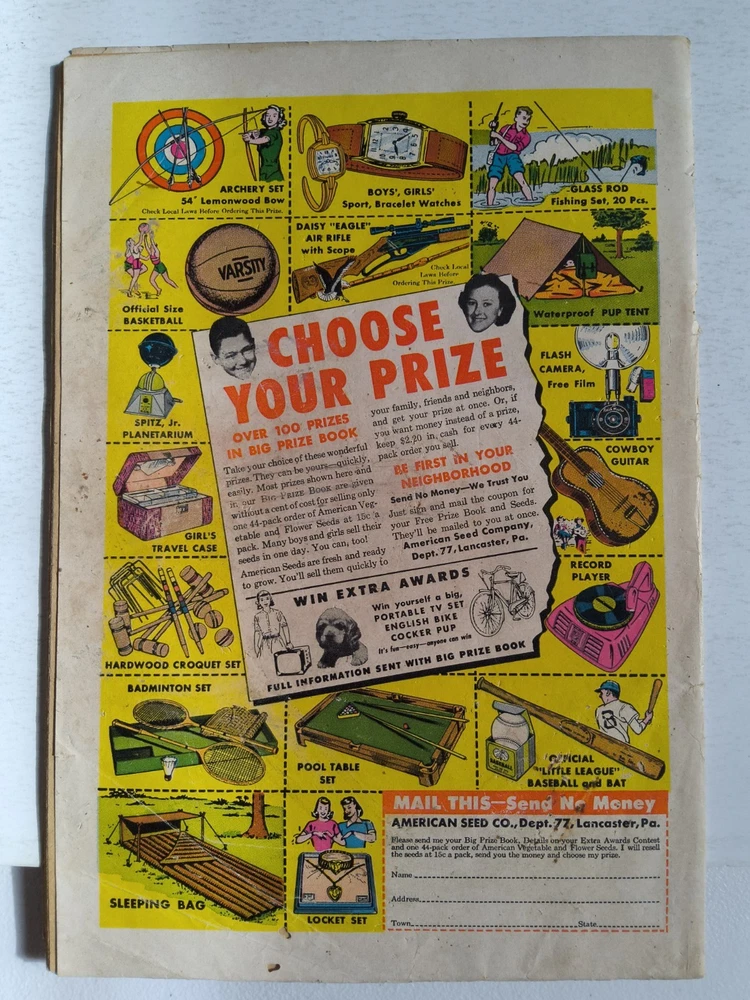 ARCHERY SET
54" Lemonwood Bow
Check Local Laws Before Ordering This Prize.
BOYS', GIRLS'
Sport, Bracelet Watches
GLASS ROD
Fishing Set, 20 Pcs.
VARSITY
Official Size
BASKETBALL
DAISY "EAGLE"
AIR RIFLE
with Scope
Check Local
Laws Before
Ordering This Prize.
Waterproof PUP TENT
SPITZ, Jr.
PLANETARIUM
FLASH
CAMERA,
Free Film
CHOOSE
YOUR PRIZE
OVER 100 PRIZES
IN BIG PRIZE BOOK
Take your choice of these wonderful
prizes. They can be yours—quickly,
easily. Most prizes shown here and
in our BIG PRIZE BOOK are given
without a cent of cost for selling only
one 44-pack order of American Veg-
etable and Flower Seeds at 15c a
pack. Many boys and girls sell their
seeds in one day. You can, too!
American Seeds are fresh and ready
to grow. You'll sell them quickly to
your family, friends and neighbors,
and get your prize at once. Or, if
you want money instead of a prize,
keep $2.20 in cash for every 44-
pack order you sell.
BE FIRST IN YOUR
NEIGHBORHOOD
Send No Money—We Trust You
Just sign and mail the coupon for
your Free Prize Book and Seeds.
They'll be mailed to you at once.
American Seed Company,
Dept. 77, Lancaster, Pa.
WIN EXTRA AWARDS
Win yourself a big,
PORTABLE TV SET
ENGLISH BIKE
COCKER PUP
It's fun—easy—anyone can win
FULL INFORMATION SENT WITH BIG PRIZE BOOK
GIRL'S
TRAVEL CASE
COWBOY
GUITAR
HARDWOOD CROQUET SET
RECORD
PLAYER
BADMINTON SET
POOL TABLE
SET
BASEBALL
8
OFFICIAL
"LITTLE LEAGUE"
BASEBALL and BAT
SLEEPING BAG
LOCKET SET
MAIL THIS—Send No Money
AMERICAN SEED CO., Dept. 77, Lancaster, Pa.
Please send me your Big Prize Book, Details on your Extra Awards Contest
and one 44-pack order of American Vegetable and Flower Seeds. I will resell
the seeds at 15c a pack, send you the money and choose my prize.
Name
Address
Town State